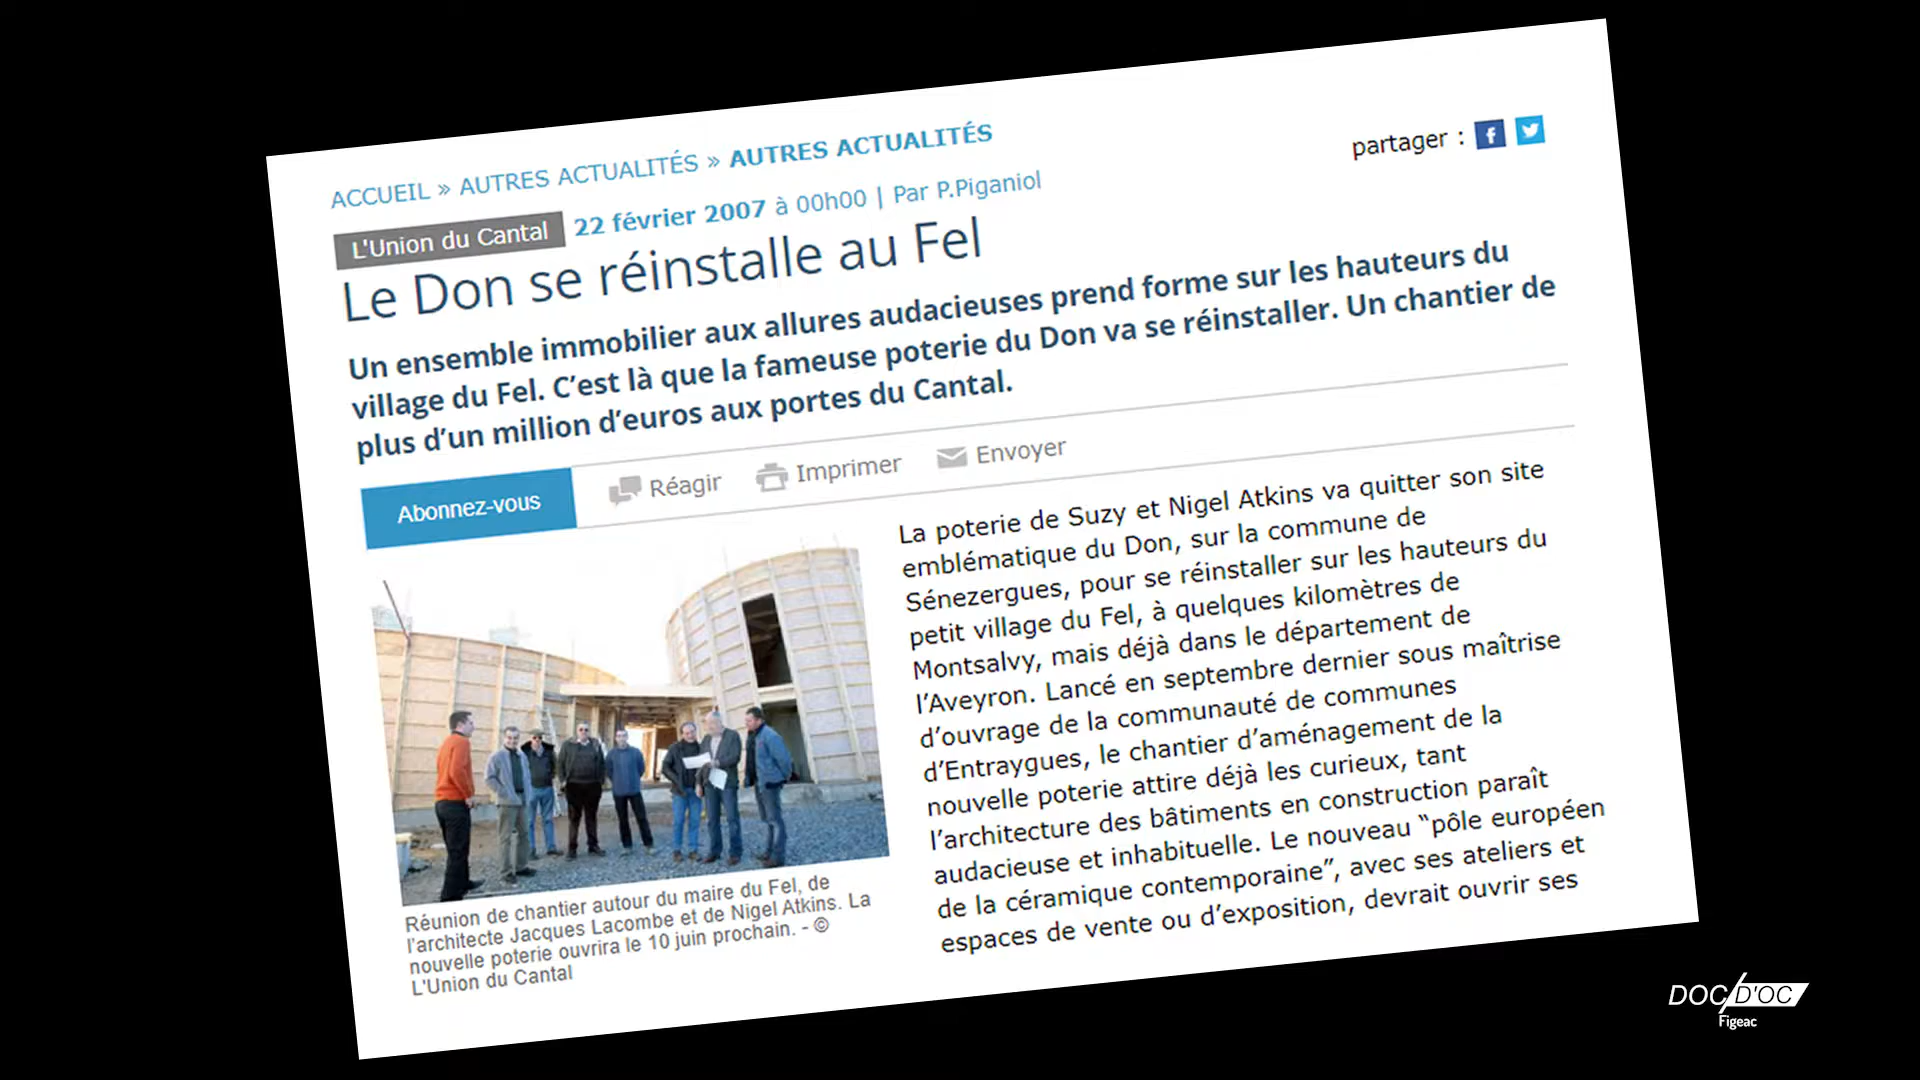 ACCUEIL » AUTRES ACTUALITÉS » AUTRES ACTUALITÉS
partager :
L'Union du Cantal 22 février 2007 à 00h00 | Par P.Piganiol
Le Don se réinstalle au Fel
Un ensemble immobilier aux allures audacieuses prend forme sur les hauteurs du
village du Fel. C’est là que la fameuse poterie du Don va se réinstaller. Un chantier de
plus d’un million d’euros aux portes du Cantal.
Abonnez-vous
Réagir
Imprimer
Envoyer
La poterie de Suzy et Nigel Atkins va quitter son site
emblématique du Don, sur la commune de
Sénezergues, pour se réinstaller sur les hauteurs du
petit village du Fel, à quelques kilomètres de
Montsalvy, mais déjà dans le département de
l’Aveyron. Lancé en septembre dernier sous maîtrise
d’ouvrage de la communauté de communes
d’Entraygues, le chantier d’aménagement de la
nouvelle poterie attire déjà les curieux, tant
l’architecture des bâtiments en construction paraît
audacieuse et inhabituelle. Le nouveau “pôle européen
de la céramique contemporaine”, avec ses ateliers et
espaces de vente ou d’exposition, devrait ouvrir ses
Réunion de chantier autour du maire du Fel, de
l'architecte Jacques Lacombe et de Nigel Atkins. La
nouvelle poterie ouvrira le 10 juin prochain. - ©
L'Union du Cantal
DOC D'OC
Figeac